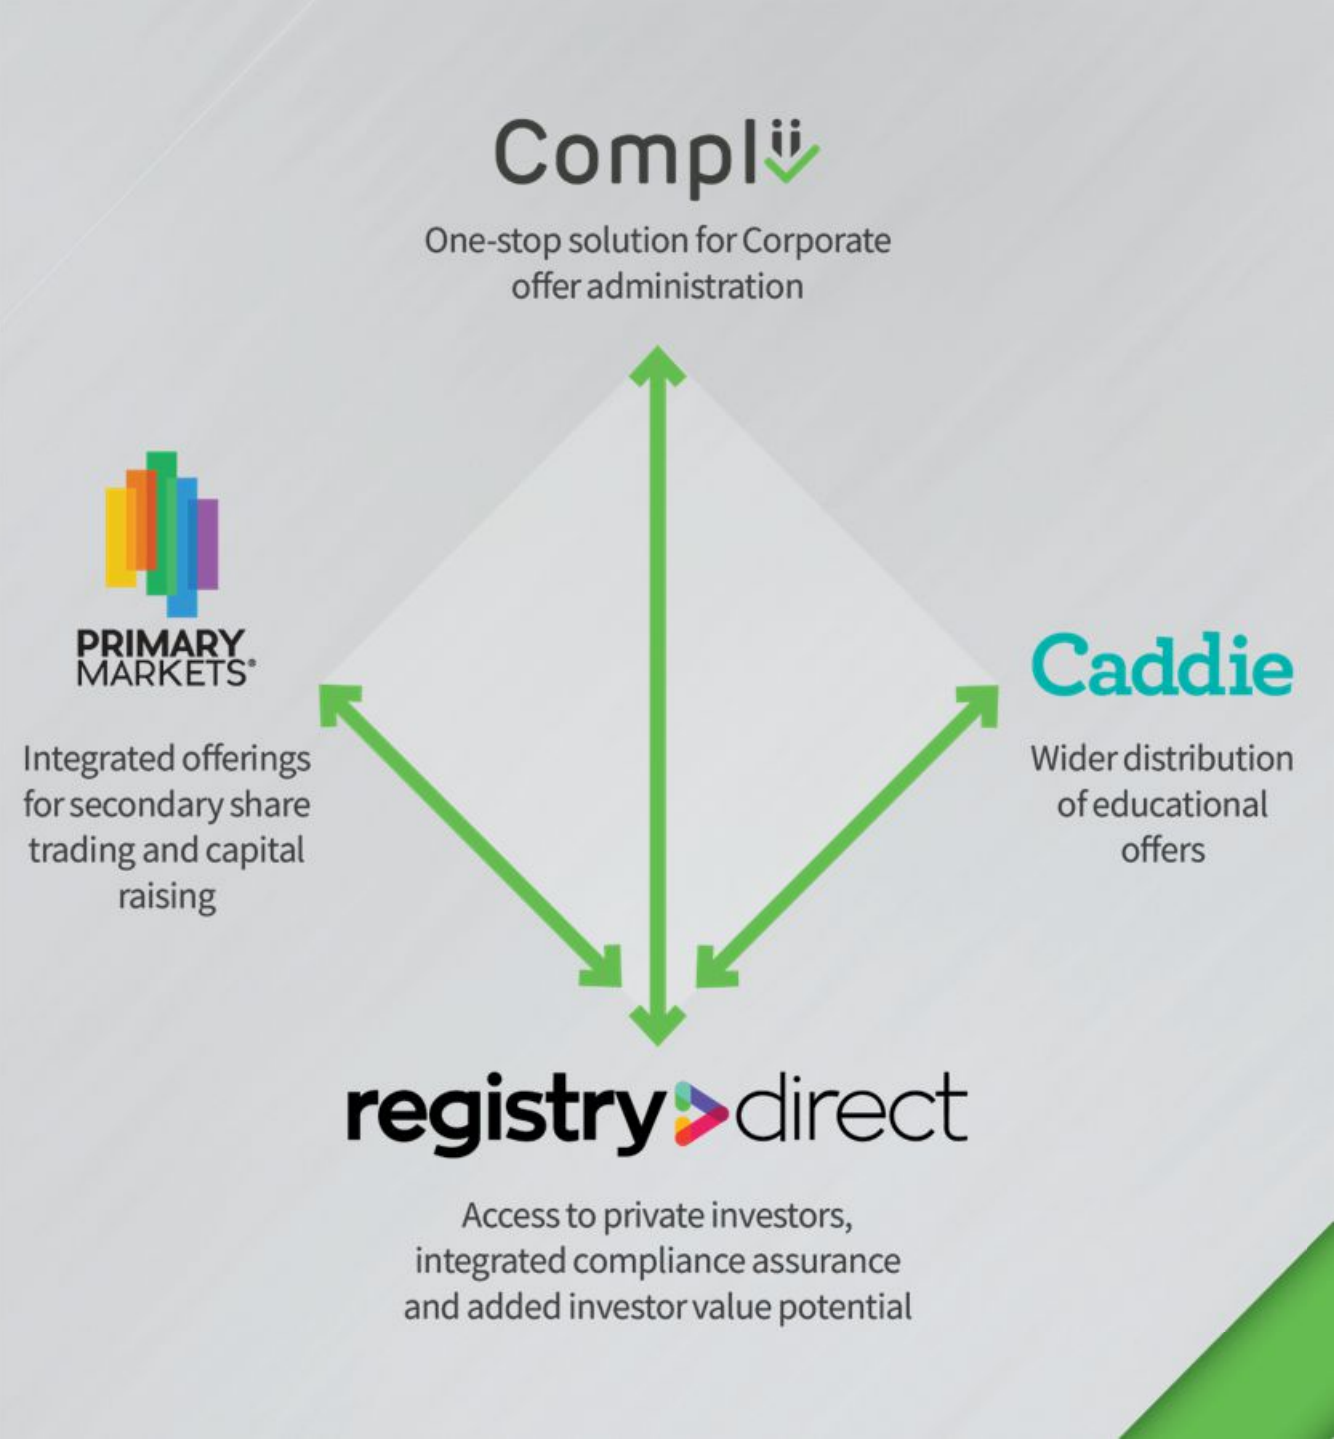 Complii
One-stop solution for Corporate
offer administration
PRIMARY
MARKETS®
Integrated offerings
for secondary share
trading and capital
raising
Caddie
Wider distribution
of educational
offers
registry direct
Access to private investors,
integrated compliance assurance
and added investor value potential